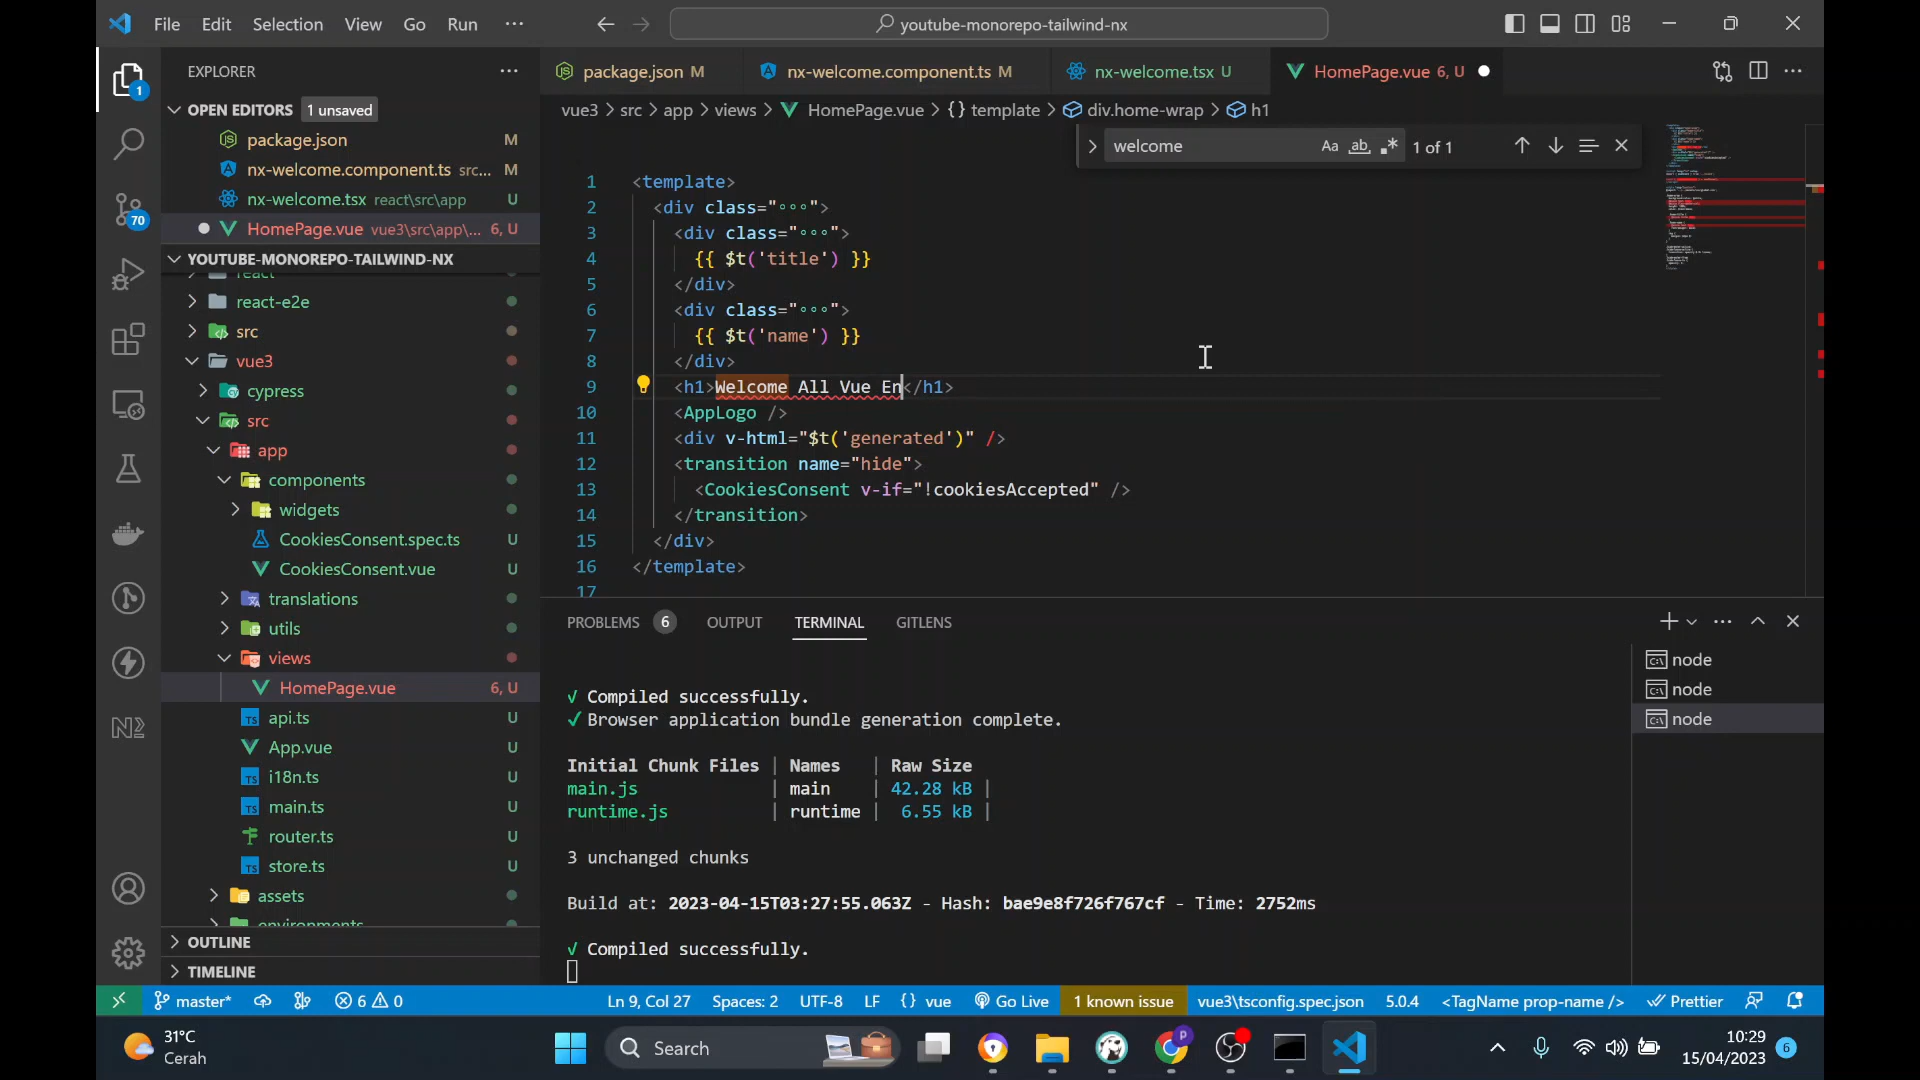 File Edit Selection View Go Run ···
youtube-monorepo-tailwind-nx
EXPLORER
OPEN EDITORS 1 unsaved
package.json M
nx-welcome.component.ts src... M
nx-welcome.tsx react\src\app U
HomePage.vue vue3\src\app\... 6, U
YOUTUBE-MONOREPO-TAILWIND-NX
react
react-e2e
src
vue3
cypress
src
app
components
widgets
CookiesConsent.spec.ts U
CookiesConsent.vue U
translations
utils
views
HomePage.vue 6, U
api.ts U
App.vue U
i18n.ts U
main.ts U
router.ts U
store.ts U
assets
environments
OUTLINE
TIMELINE
1
70
package.json M
nx-welcome.component.ts M
nx-welcome.tsx U
HomePage.vue 6, U
vue3 > src > app > views > HomePage.vue > {} template > div.home-wrap > h1
welcome Aa ab 1 of 1
1 <template>
2 <div class="···">
3 <div class="···">
4 {{ $t('title') }}
5 </div>
6 <div class="···">
7 {{ $t('name') }}
8 </div>
9 <h1>Welcome All Vue En</h1>
10 <AppLogo />
11 <div v-html="$t('generated')" />
12 <transition name="hide">
13 <CookiesConsent v-if="!cookiesAccepted" />
14 </transition>
15 </div>
16 </template>
17
PROBLEMS 6 OUTPUT TERMINAL GITLENS
√ Compiled successfully.
✓ Browser application bundle generation complete.
Initial Chunk Files | Names | Raw Size
main.js | main | 42.28 kB |
runtime.js | runtime | 6.55 kB |
3 unchanged chunks
Build at: 2023-04-15T03:27:55.063Z - Hash: bae9e8f726f767cf - Time: 2752ms
√ Compiled successfully.
node
node
node
master* 6 0 Ln 9, Col 27 Spaces: 2 UTF-8 LF {} vue Go Live 1 known issue vue3\tsconfig.spec.json 5.0.4 <TagName prop-name /> Prettier
31°C
Cerah
Search
10:29
15/04/2023
6